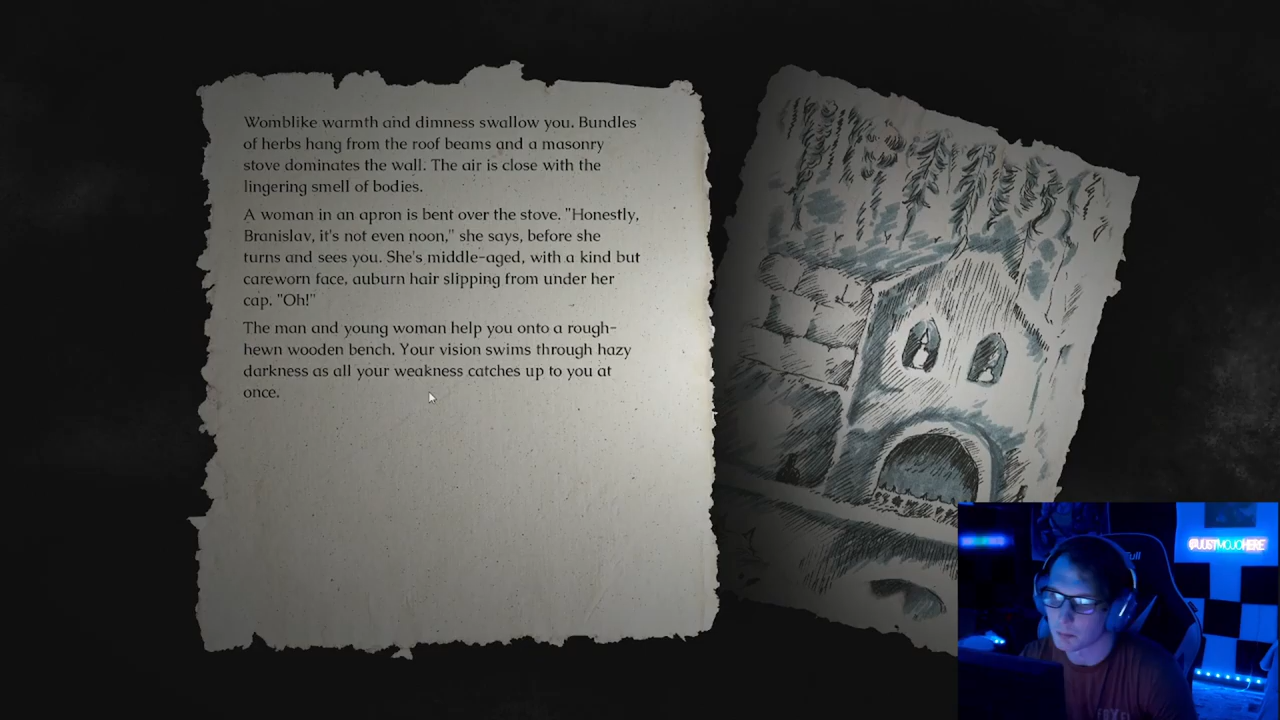 Womblike warmth and dimness swallow you. Bundles
of herbs hang from the roof beams and a masonry
stove dominates the wall. The air is close with the
lingering smell of bodies.
A woman in an apron is bent over the stove. "Honestly,
Branislav, it's not even noon," she says, before she
turns and sees you. She's middle-aged, with a kind but
careworn face, auburn hair slipping from under her
cap. "Oh!"
The man and young woman help you onto a rough-
hewn wooden bench. Your vision swims through hazy
darkness as all your weakness catches up to you at
once.
@JUSTMOJOHERE